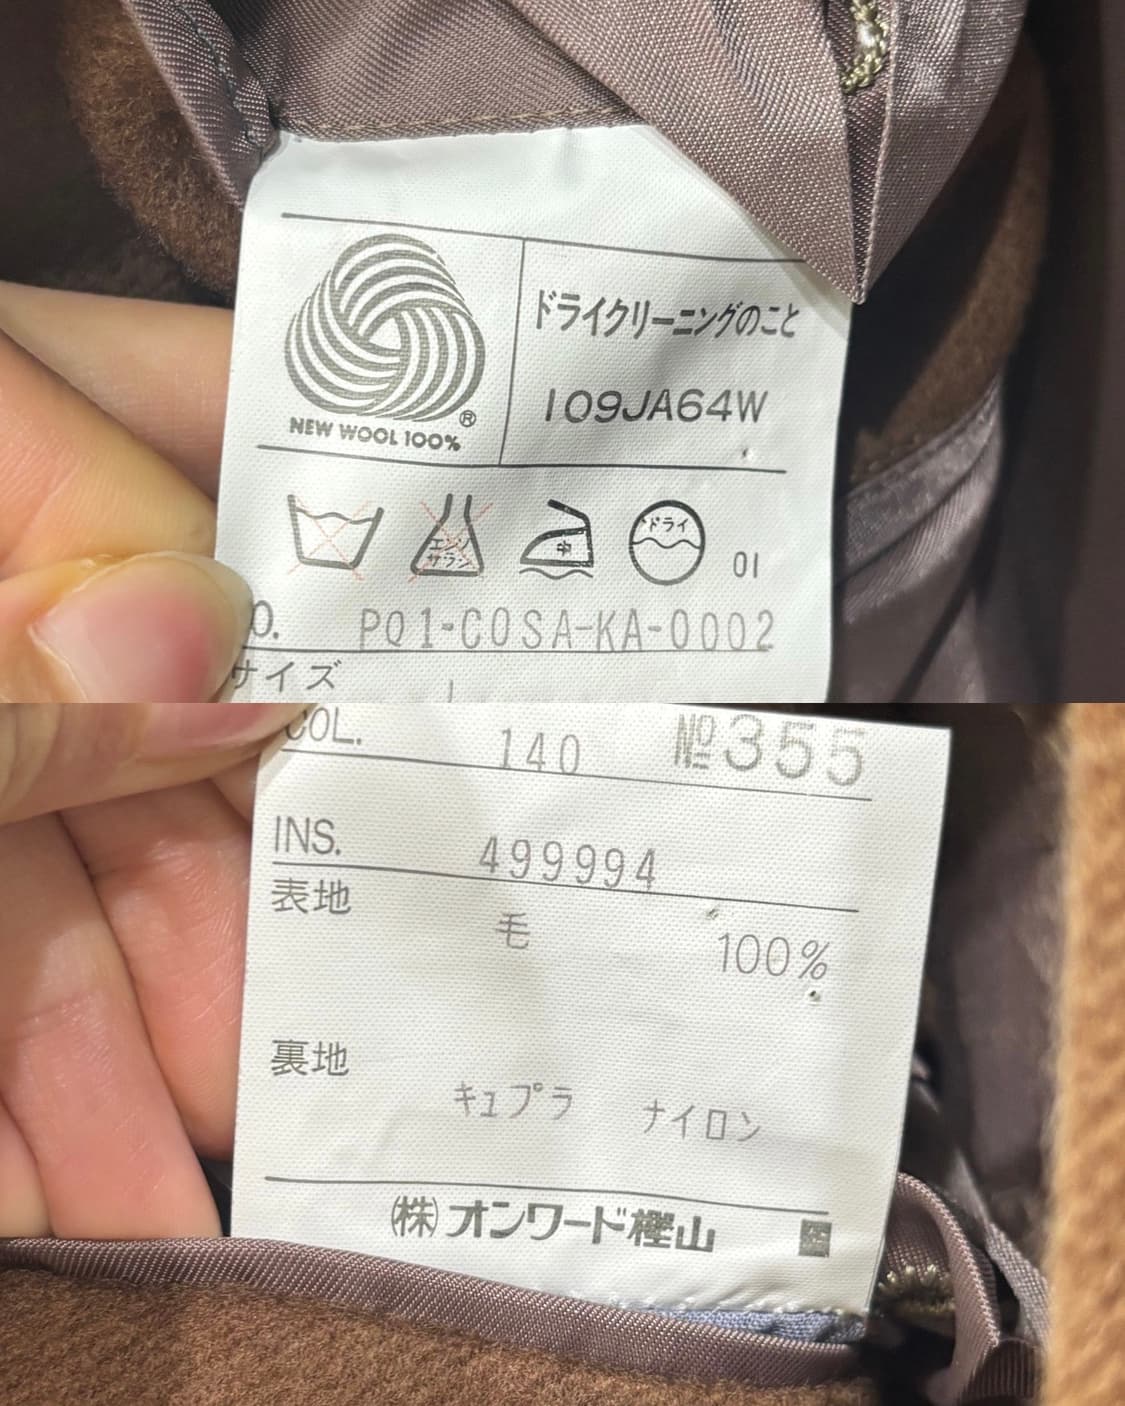 NEW WOOL 100%
®
ドライクリーニングのこと
109JA64W
エンソ
サラシ
中
ドライ
01
O. PQ1-COSA-KA-0002
サイズ
COL. 140 №355
INS. 499994
表地
毛 100%
裏地
キュプラ ナイロン
㈱オンワード樫山